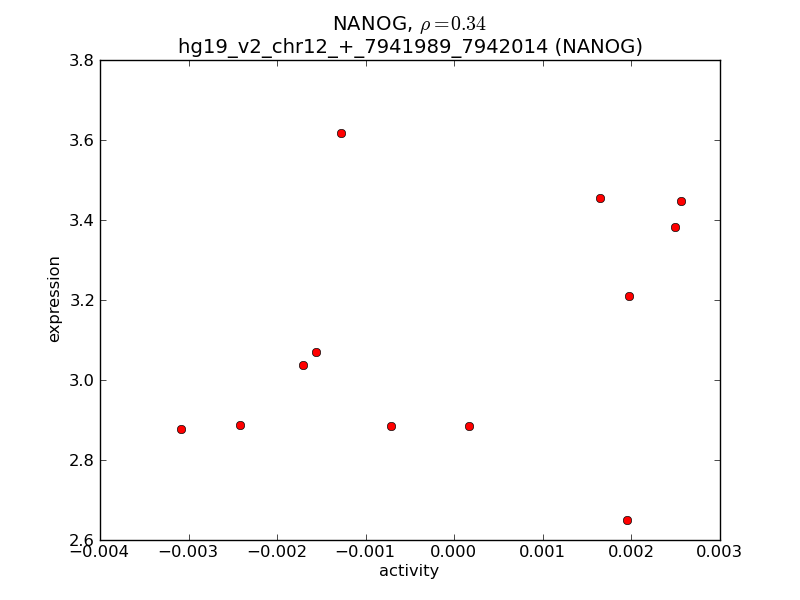 NANOG, ρ=0.34
hg19_v2_chr12_+_7941989_7942014 (NANOG)
3.8
3.6
3.4
3.2
3.0
2.8
2.6
expression
−0.004 −0.003 −0.002 −0.001 0.000 0.001 0.002 0.003
activity